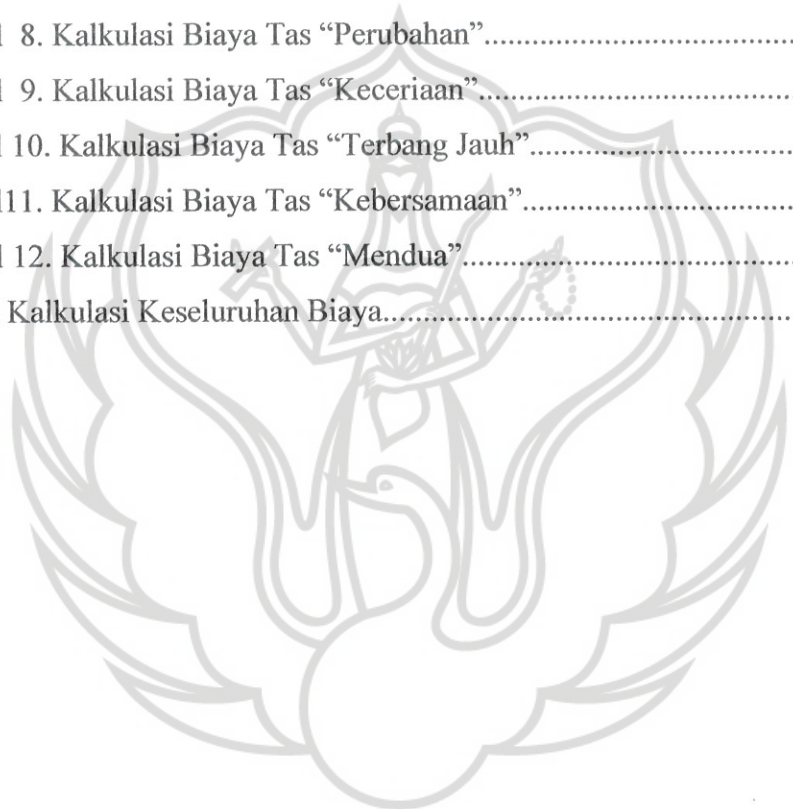 l 8. Kalkulasi Biaya Tas “Perubahan”........................................
l 9. Kalkulasi Biaya Tas “Keceriaan”.........................................
l 10. Kalkulasi Biaya Tas “Terbang Jauh”..................................
l11. Kalkulasi Biaya Tas “Kebersamaan”...................................
l 12. Kalkulasi Biaya Tas “Mendua”..........................................
Kalkulasi Keseluruhan Biaya....................................................